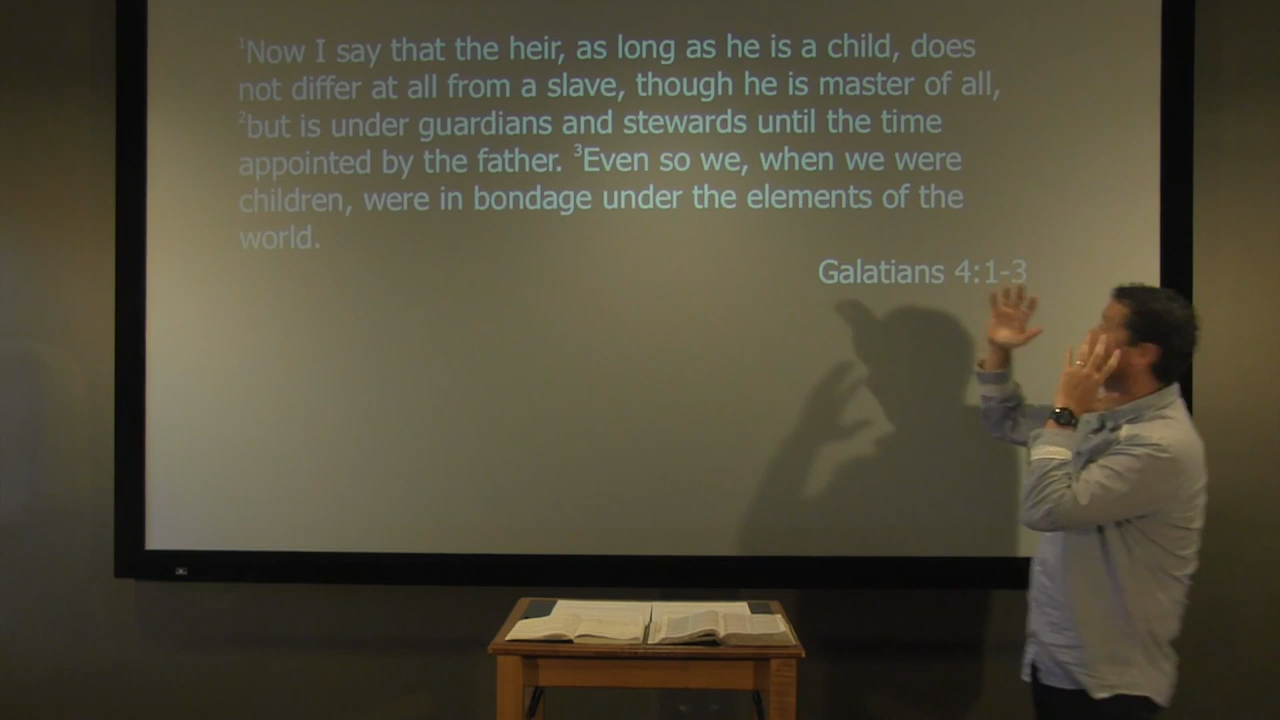 ¹Now I say that the heir, as long as he is a child, does
not differ at all from a slave, though he is master of all,
²but is under guardians and stewards until the time
appointed by the father. ³Even so we, when we were
children, were in bondage under the elements of the
world.
Galatians 4:1-3